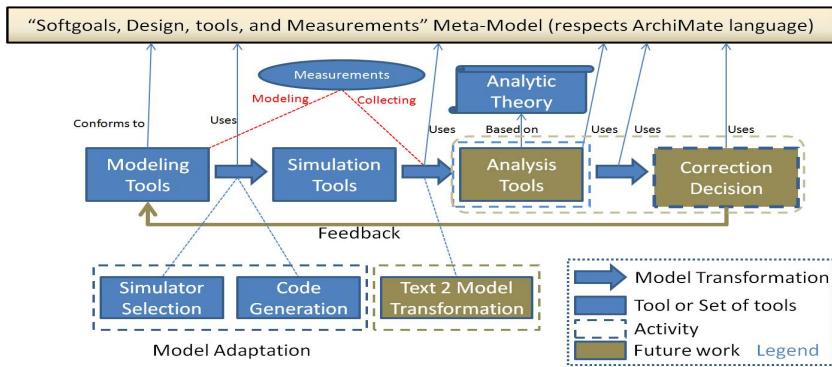 “Softgoals, Design, tools, and Measurements” Meta-Model (respects ArchiMate language)
Measurements
Analytic
Theory
Modeling
Collecting
Conforms to
Uses
Uses
Based on
Uses
Uses
Uses
Modeling
Tools
Simulation
Tools
Analysis
Tools
Correction
Decision
Feedback
Simulator
Selection
Code
Generation
Text 2 Model
Transformation
Model Adaptation
Model Transformation
Tool or Set of tools
Activity
Future work Legend